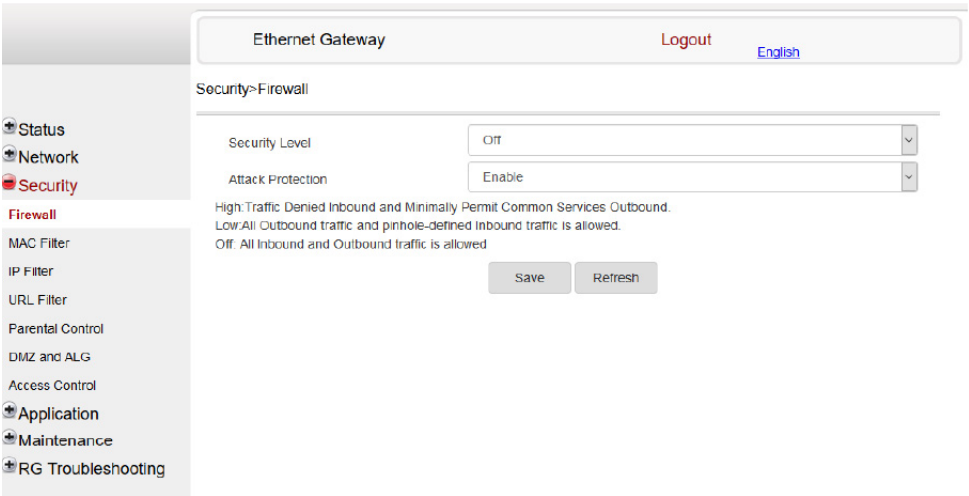 Ethernet Gateway
Logout
English
Security>Firewall
Status
Network
Security
Firewall
MAC Filter
IP Filter
URL Filter
Parental Control
DMZ and ALG
Access Control
Application
Maintenance
RG Troubleshooting
Security Level
Off
Attack Protection
Enable
High:Traffic Denied Inbound and Minimally Permit Common Services Outbound.
Low:All Outbound traffic and pinhole-defined Inbound traffic is allowed.
Off: All Inbound and Outbound traffic is allowed
Save
Refresh